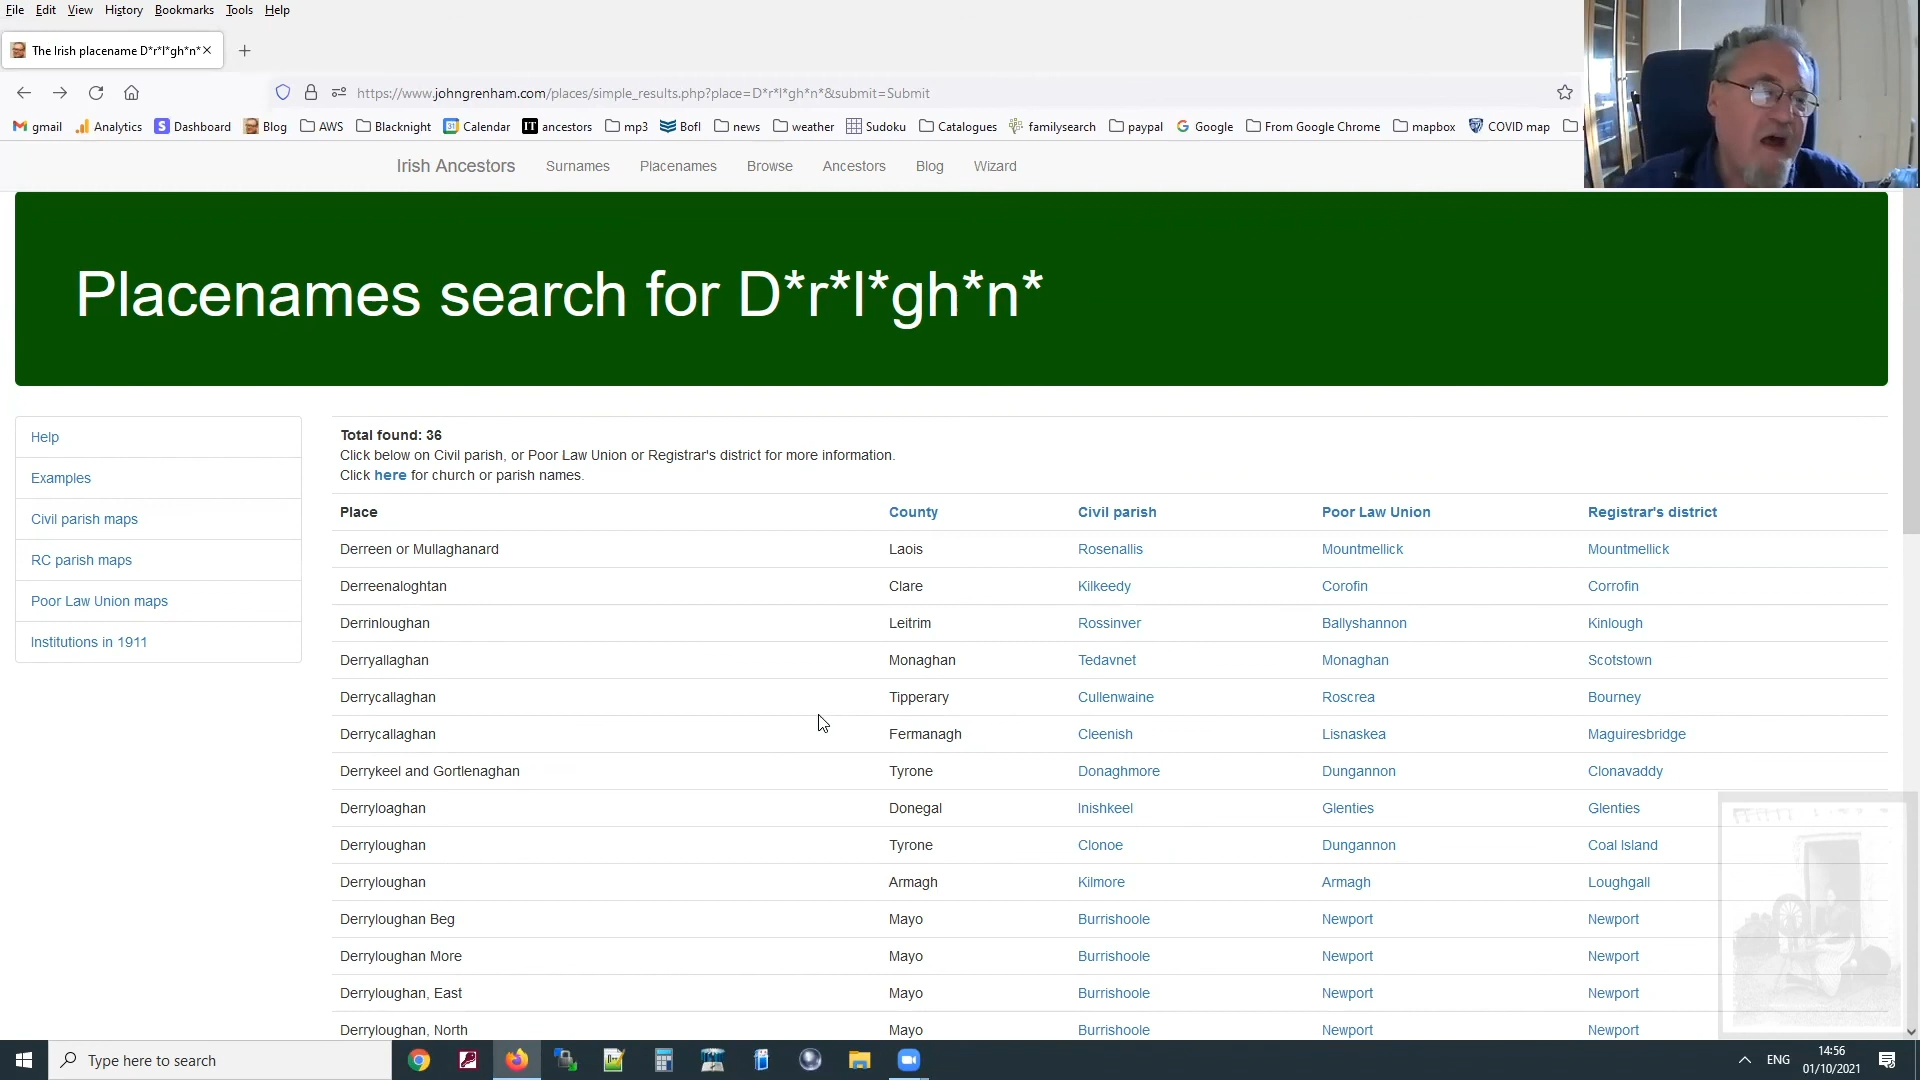 File Edit View History Bookmarks Tools Help
The Irish placename D*r*l*gh*n*
https://www.johngrenham.com/places/simple_results.php?place=D*r*l*gh*n*&submit=Submit
gmail Analytics Dashboard Blog AWS Blacknight Calendar ancestors mp3 BofI news weather Sudoku Catalogues familysearch paypal Google From Google Chrome mapbox COVID map
Irish Ancestors Surnames Placenames Browse Ancestors Blog Wizard
Placenames search for D*r*l*gh*n*
Help
Examples
Civil parish maps
RC parish maps
Poor Law Union maps
Institutions in 1911
Total found: 36
Click below on Civil parish, or Poor Law Union or Registrar's district for more information.
Click here for church or parish names.
Place County Civil parish Poor Law Union Registrar's district
Derreen or Mullaghanard Laois Rosenallis Mountmellick Mountmellick
Derreenaloghtan Clare Kilkeedy Corofin Corrofin
Derrinloughan Leitrim Rossinver Ballyshannon Kinlough
Derryallaghan Monaghan Tedavnet Monaghan Scotstown
Derrycallaghan Tipperary Cullenwaine Roscrea Bourney
Derrycallaghan Fermanagh Cleenish Lisnaskea Maguiresbridge
Derrykeel and Gortlenaghan Tyrone Donaghmore Dungannon Clonavaddy
Derryloaghan Donegal Inishkeel Glenties Glenties
Derryloughan Tyrone Clonoe Dungannon Coal Island
Derryloughan Armagh Kilmore Armagh Loughgall
Derryloughan Beg Mayo Burrishoole Newport Newport
Derryloughan More Mayo Burrishoole Newport Newport
Derryloughan, East Mayo Burrishoole Newport Newport
Derryloughan, North Mayo Burrishoole Newport Newport
Type here to search
ENG
14:56
01/10/2021